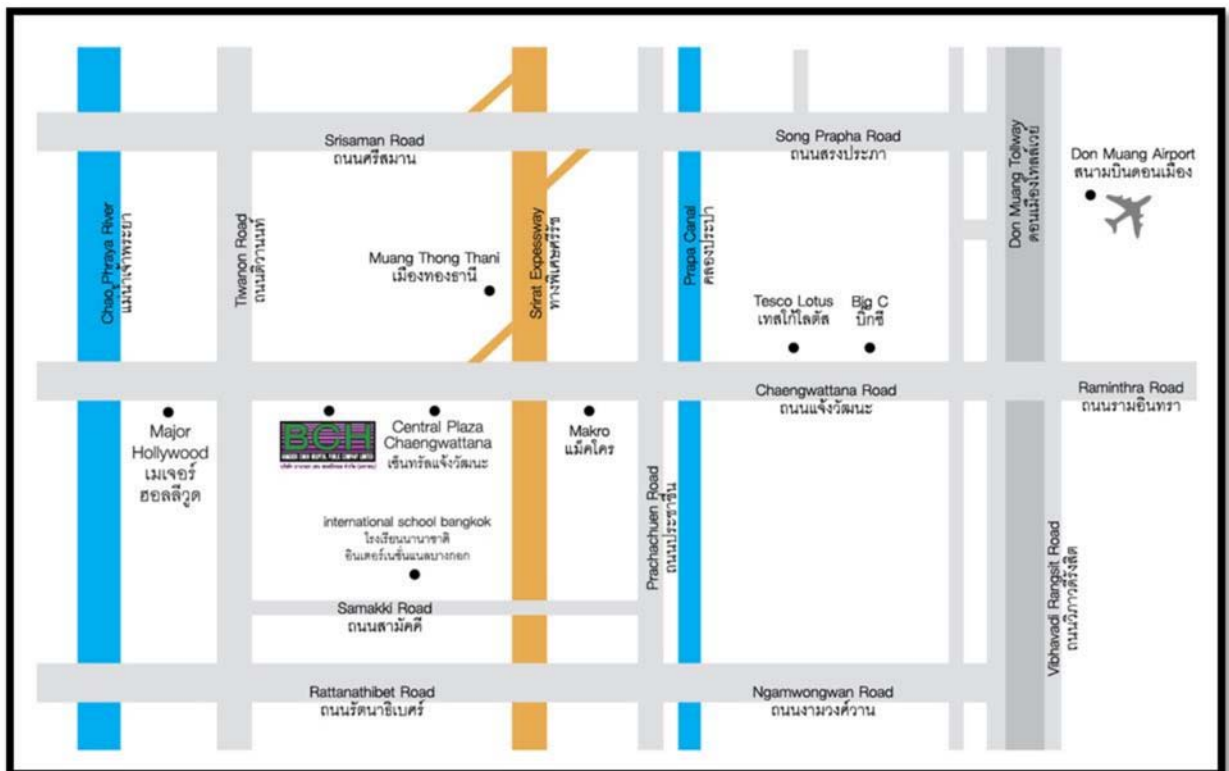 Srisaman Road
ถนนศรีสมาน
Song Prapha Road
ถนนสรงประภา
Don Muang Airport
สนามบินดอนเมือง
Chao Phraya River
แม่น้ำเจ้าพระยา
Tiwanon Road
ถนนติวานนท์
Muang Thong Thani
เมืองทองธานี
Srirat Expessway
ทางพิเศษศรีรัช
Prapa Canal
คลองประปา
Don Muang Tollway
ดอนเมืองโทลล์เวย์
Tesco Lotus
เทสโก้โลตัส
Big C
บิ๊กซี
Chaengwattana Road
ถนนแจ้งวัฒนะ
Raminthra Road
ถนนรามอินทรา
Major
Hollywood
เมเจอร์
ฮอลลีวูด
BCH
Central Plaza
Chaengwattana
เซ็นทรัลแจ้งวัฒนะ
Makro
แม็คโคร
international school bangkok
โรงเรียนนานาชาติ
อินเตอร์เนชั่นแนลบางกอก
Prachachuen Road
ถนนประชาชื่น
Samakki Road
ถนนสามัคคี
Vibhavadi Rangsit Road
ถนนวิภาวดีรังสิต
Rattanathibet Road
ถนนรัตนาธิเบศร์
Ngamwongwan Road
ถนนงามวงศ์วาน